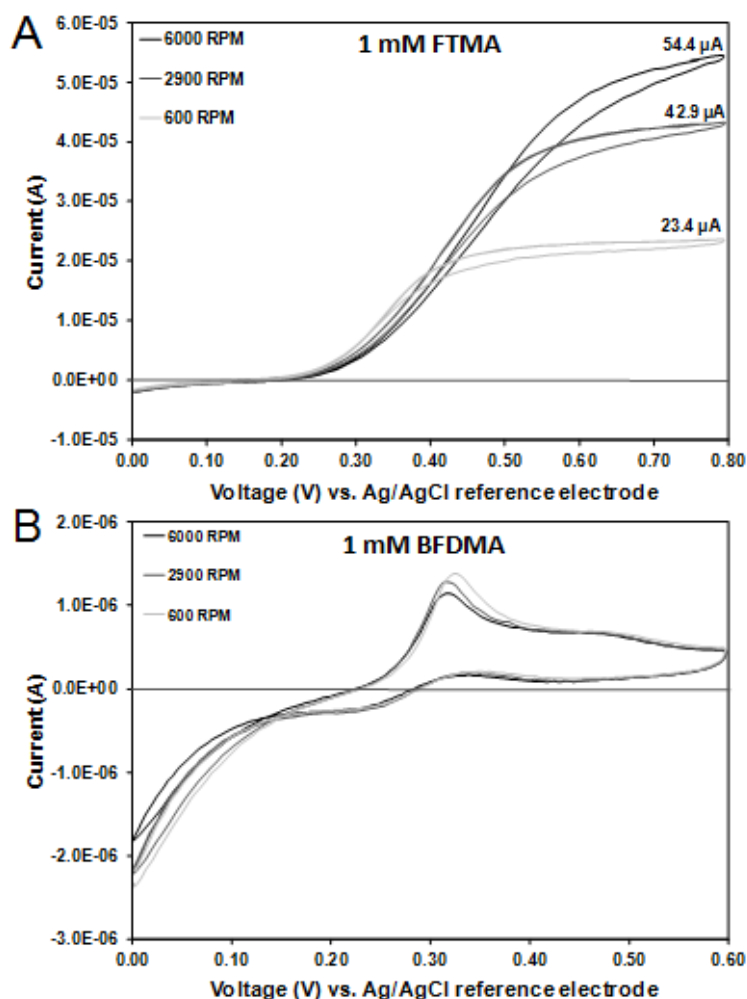 A
1 mM FTMA
6000 RPM
2900 RPM
600 RPM
54.4 µA
42.9 µA
23.4 µA
Current (A)
6.0E-05
5.0E-05
4.0E-05
3.0E-05
2.0E-05
1.0E-05
0.0E+00
-1.0E-05
0.00 0.10 0.20 0.30 0.40 0.50 0.60 0.70 0.80
Voltage (V) vs. Ag/AgCl reference electrode
B
1 mM BFDMA
6000 RPM
2900 RPM
600 RPM
Current (A)
2.0E-06
1.0E-06
0.0E+00
-1.0E-06
-2.0E-06
-3.0E-06
0.00 0.10 0.20 0.30 0.40 0.50 0.60
Voltage (V) vs. Ag/AgCl reference electrode